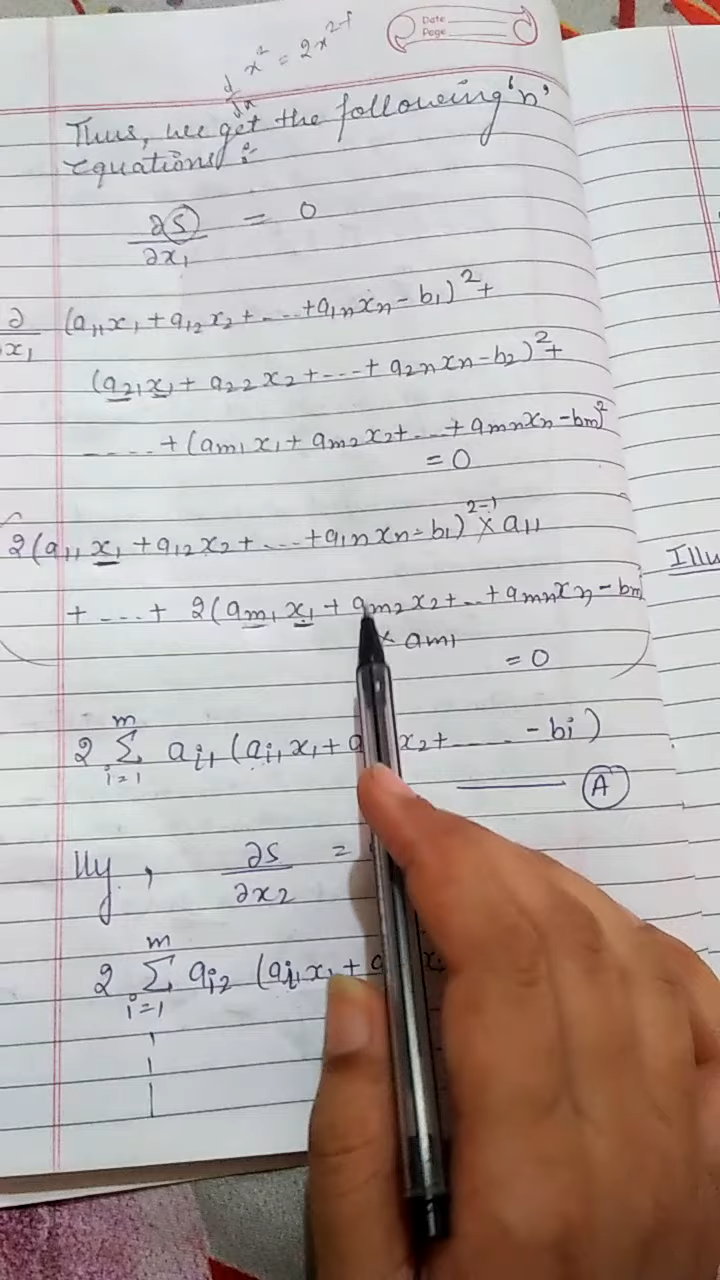 Date
Page
d/dx x² = 2x²⁻¹
Thus, we get the following 'n'
equations :
∂S/∂x₁ = 0
∂/∂x₁ (a₁₁x₁ + a₁₂x₂ + ---- + a₁ₙxₙ - b₁)² +
(a₂₁x₁ + a₂₂x₂ + ---- + a₂ₙxₙ - b₂)² +
---- + (aₘ₁x₁ + aₘ₂x₂ + ---- + aₘₙxₙ - bₘ)²
= 0
2(a₁₁x₁ + a₁₂x₂ + ---- + a₁ₙxₙ - b₁)²⁻¹ × a₁₁
+ ---- + 2(aₘ₁x₁ + aₘ₂x₂ + -- + aₘₙxₙ - bₘ
× aₘ₁
= 0
Illu
2 Σᵢ₌₁ᵐ aᵢ₁ (aᵢ₁x₁ + a x₂ + ---- - bᵢ)
(A)
|||ly, ∂S/∂x₂ =
2 Σᵢ₌₁ᵐ aᵢ₂ (aᵢ₁x₁ + a